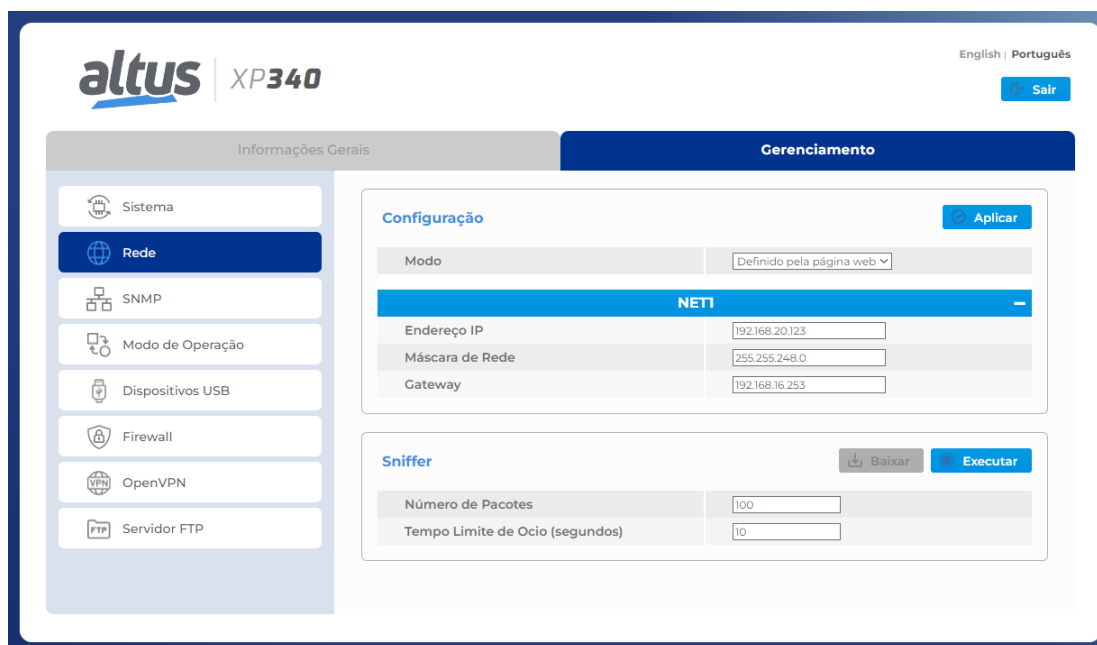 English | Português
altus | XP340
Sair
Informações Gerais
Gerenciamento
Sistema
Rede
SNMP
Modo de Operação
Dispositivos USB
Firewall
VPN OpenVPN
FTP Servidor FTP
Configuração
Aplicar
Modo Definido pela página web
NET1
Endereço IP 192.168.20.123
Máscara de Rede 255.255.248.0
Gateway 192.168.16.253
Sniffer
Baixar
Executar
Número de Pacotes 100
Tempo Limite de Ocio (segundos) 10